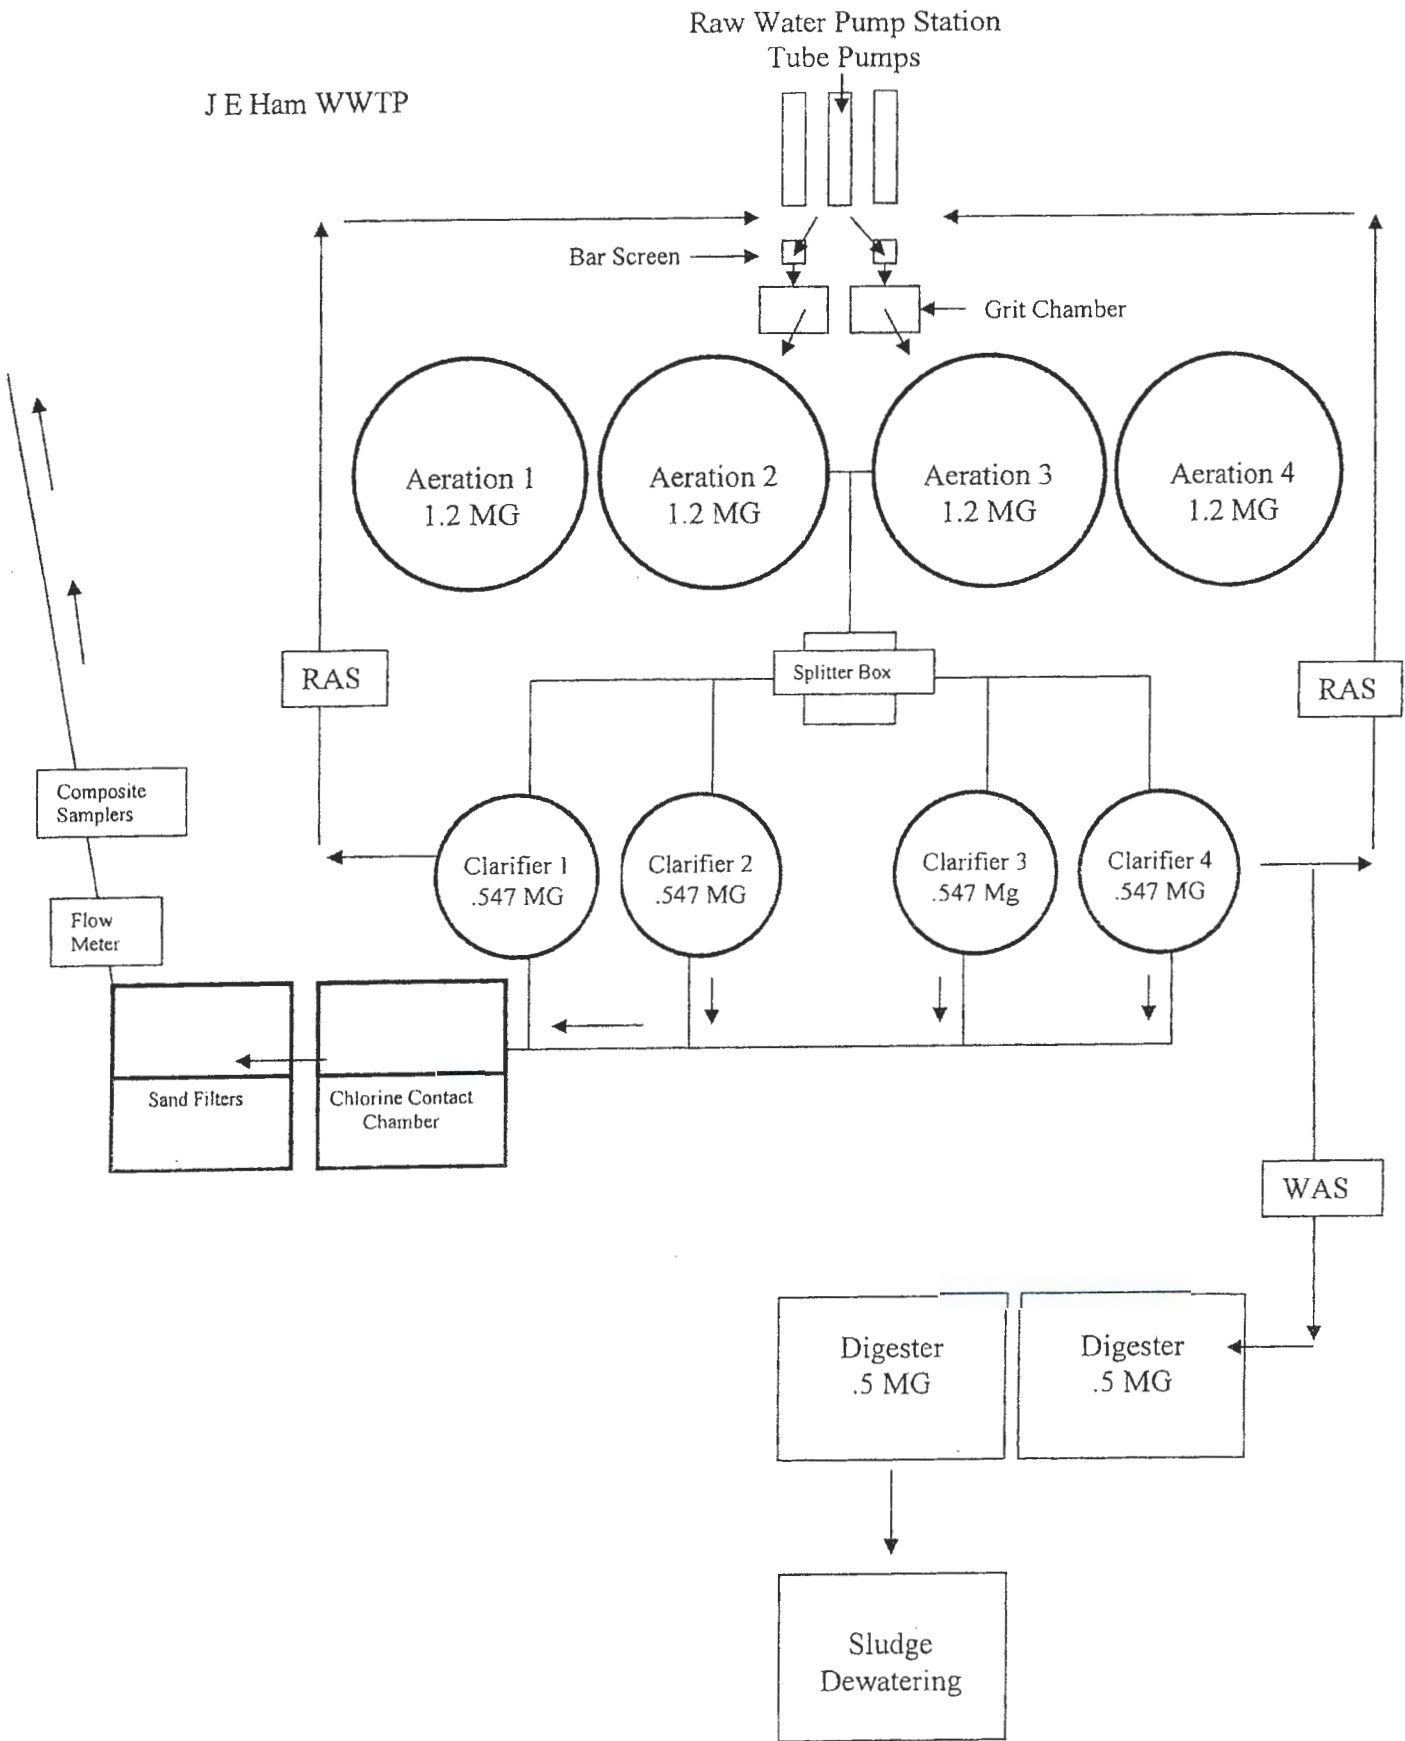 Raw Water Pump Station
Tube Pumps
J E Ham WWTP
Bar Screen
Grit Chamber
Aeration 1
1.2 MG
Aeration 2
1.2 MG
Aeration 3
1.2 MG
Aeration 4
1.2 MG
RAS
Splitter Box
RAS
Composite
Samplers
Clarifier 1
.547 MG
Clarifier 2
.547 MG
Clarifier 3
.547 Mg
Clarifier 4
.547 MG
Flow
Meter
Sand Filters
Chlorine Contact
Chamber
WAS
Digester
.5 MG
Digester
.5 MG
Sludge
Dewatering